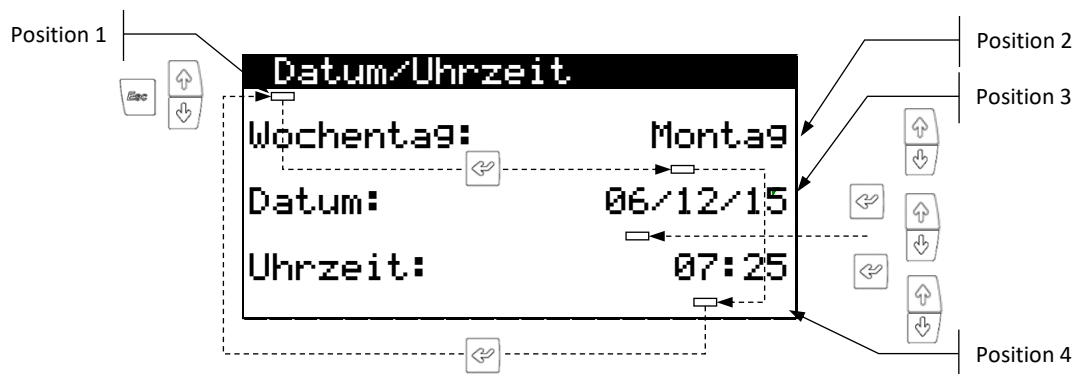 Position 1
Position 2
Datum/Uhrzeit
Position 3
Esc
Wochentag: Montag
Datum: 06/12/15
Uhrzeit: 07:25
Position 4